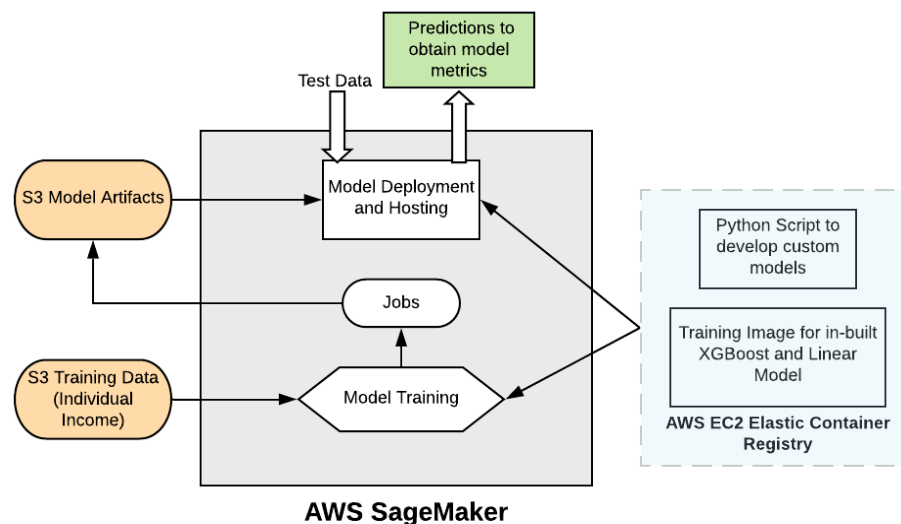 Predictions to
obtain model
metrics
Test Data
S3 Model Artifacts
Model Deployment
and Hosting
Python Script to
develop custom
models
Jobs
Training Image for in-built
XGBoost and Linear
Model
S3 Training Data
(Individual
Income)
Model Training
AWS EC2 Elastic Container
Registry
AWS SageMaker